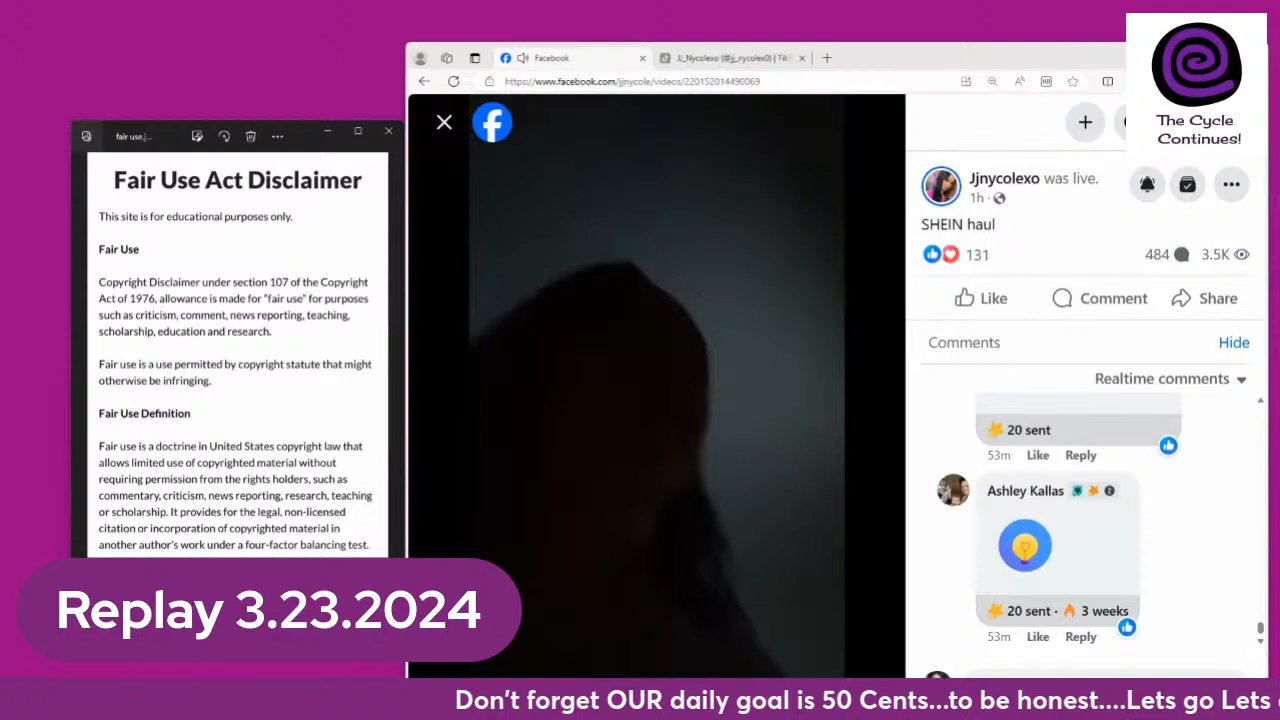 The Cycle
Continues!
Facebook
Jj_Nycolexo (@jj_nycolex0) | Tik
https://www.facebook.com/jjnycole/videos/220152014490069
fair use.j...
Fair Use Act Disclaimer
This site is for educational purposes only.
Fair Use
Copyright Disclaimer under section 107 of the Copyright
Act of 1976, allowance is made for “fair use” for purposes
such as criticism, comment, news reporting, teaching,
scholarship, education and research.
Fair use is a use permitted by copyright statute that might
otherwise be infringing.
Fair Use Definition
Fair use is a doctrine in United States copyright law that
allows limited use of copyrighted material without
requiring permission from the rights holders, such as
commentary, criticism, news reporting, research, teaching
or scholarship. It provides for the legal, non-licensed
citation or incorporation of copyrighted material in
another author’s work under a four-factor balancing test.
Jjnycolexo was live.
1h
SHEIN haul
131
484
3.5K
Like
Comment
Share
Comments
Hide
Realtime comments
20 sent
53m Like Reply
Ashley Kallas
20 sent · 3 weeks
53m Like Reply
Replay 3.23.2024
Don't forget OUR daily goal is 50 Cents...to be honest....Lets go Lets